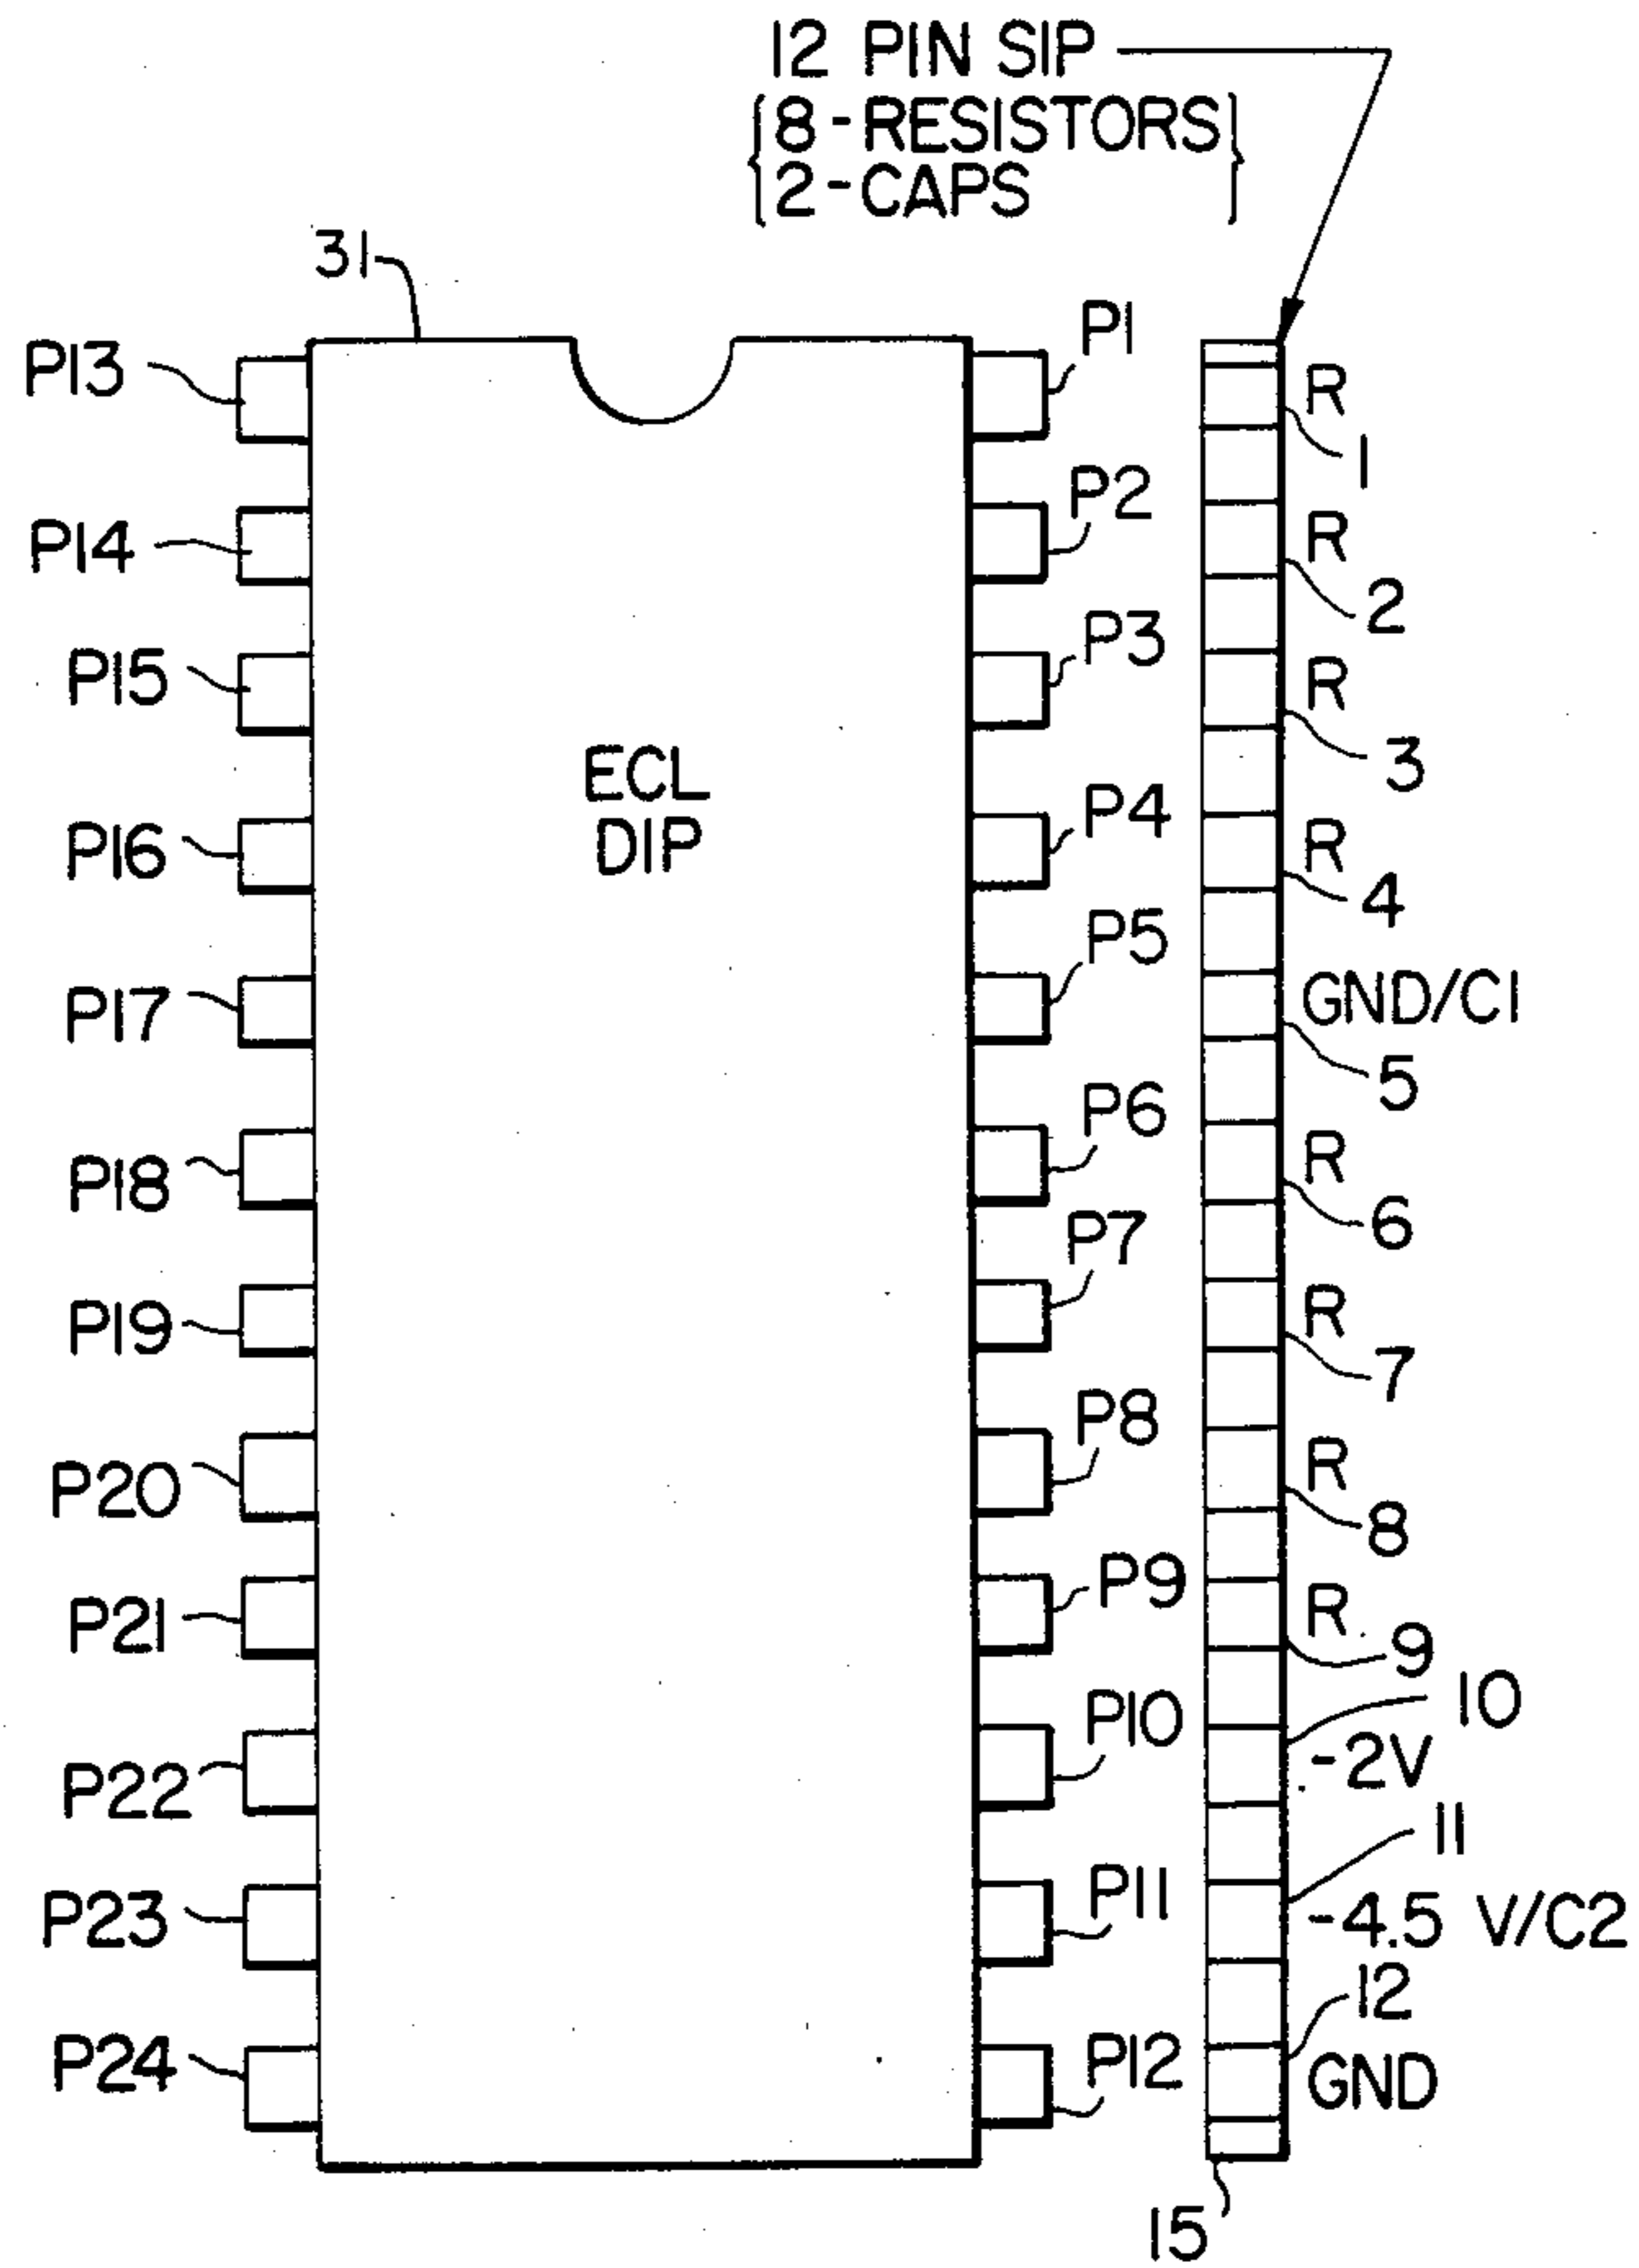 12 PIN SIP
8-RESISTORS
2-CAPS
31
P13
P14
P15
P16
P17
P18
P19
P20
P21
P22
P23
P24
ECL
DIP
P1
P2
P3
P4
P5
P6
P7
P8
P9
P10
P11
P12
R
1
R
2
R
3
R
4
GND/C1
5
R
6
R
7
R
8
R
9
10
-2V
11
-4.5 V/C2
12
GND
15